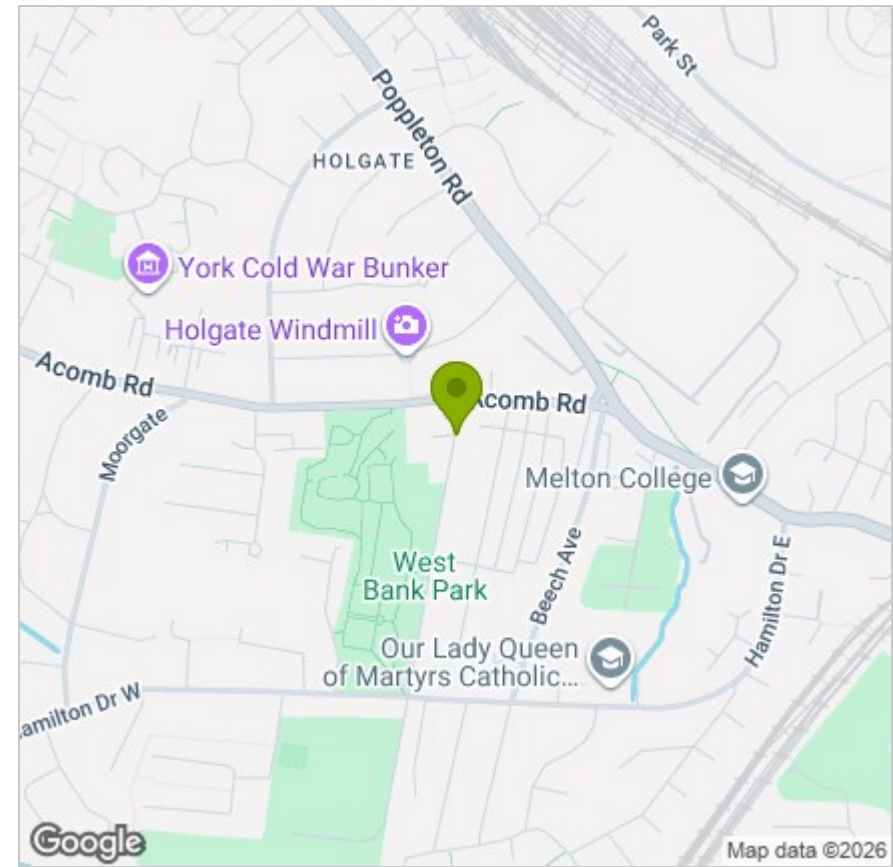 Park St
Poppleton Rd
HOLGATE
York Cold War Bunker
Holgate Windmill
Acomb Rd
Acomb Rd
Moorgate
Melton College
West
Bank Park
Beech Ave
Hamilton Dr E
Our Lady Queen
of Martyrs Catholic...
amilton Dr W
Google
Map data ©2026